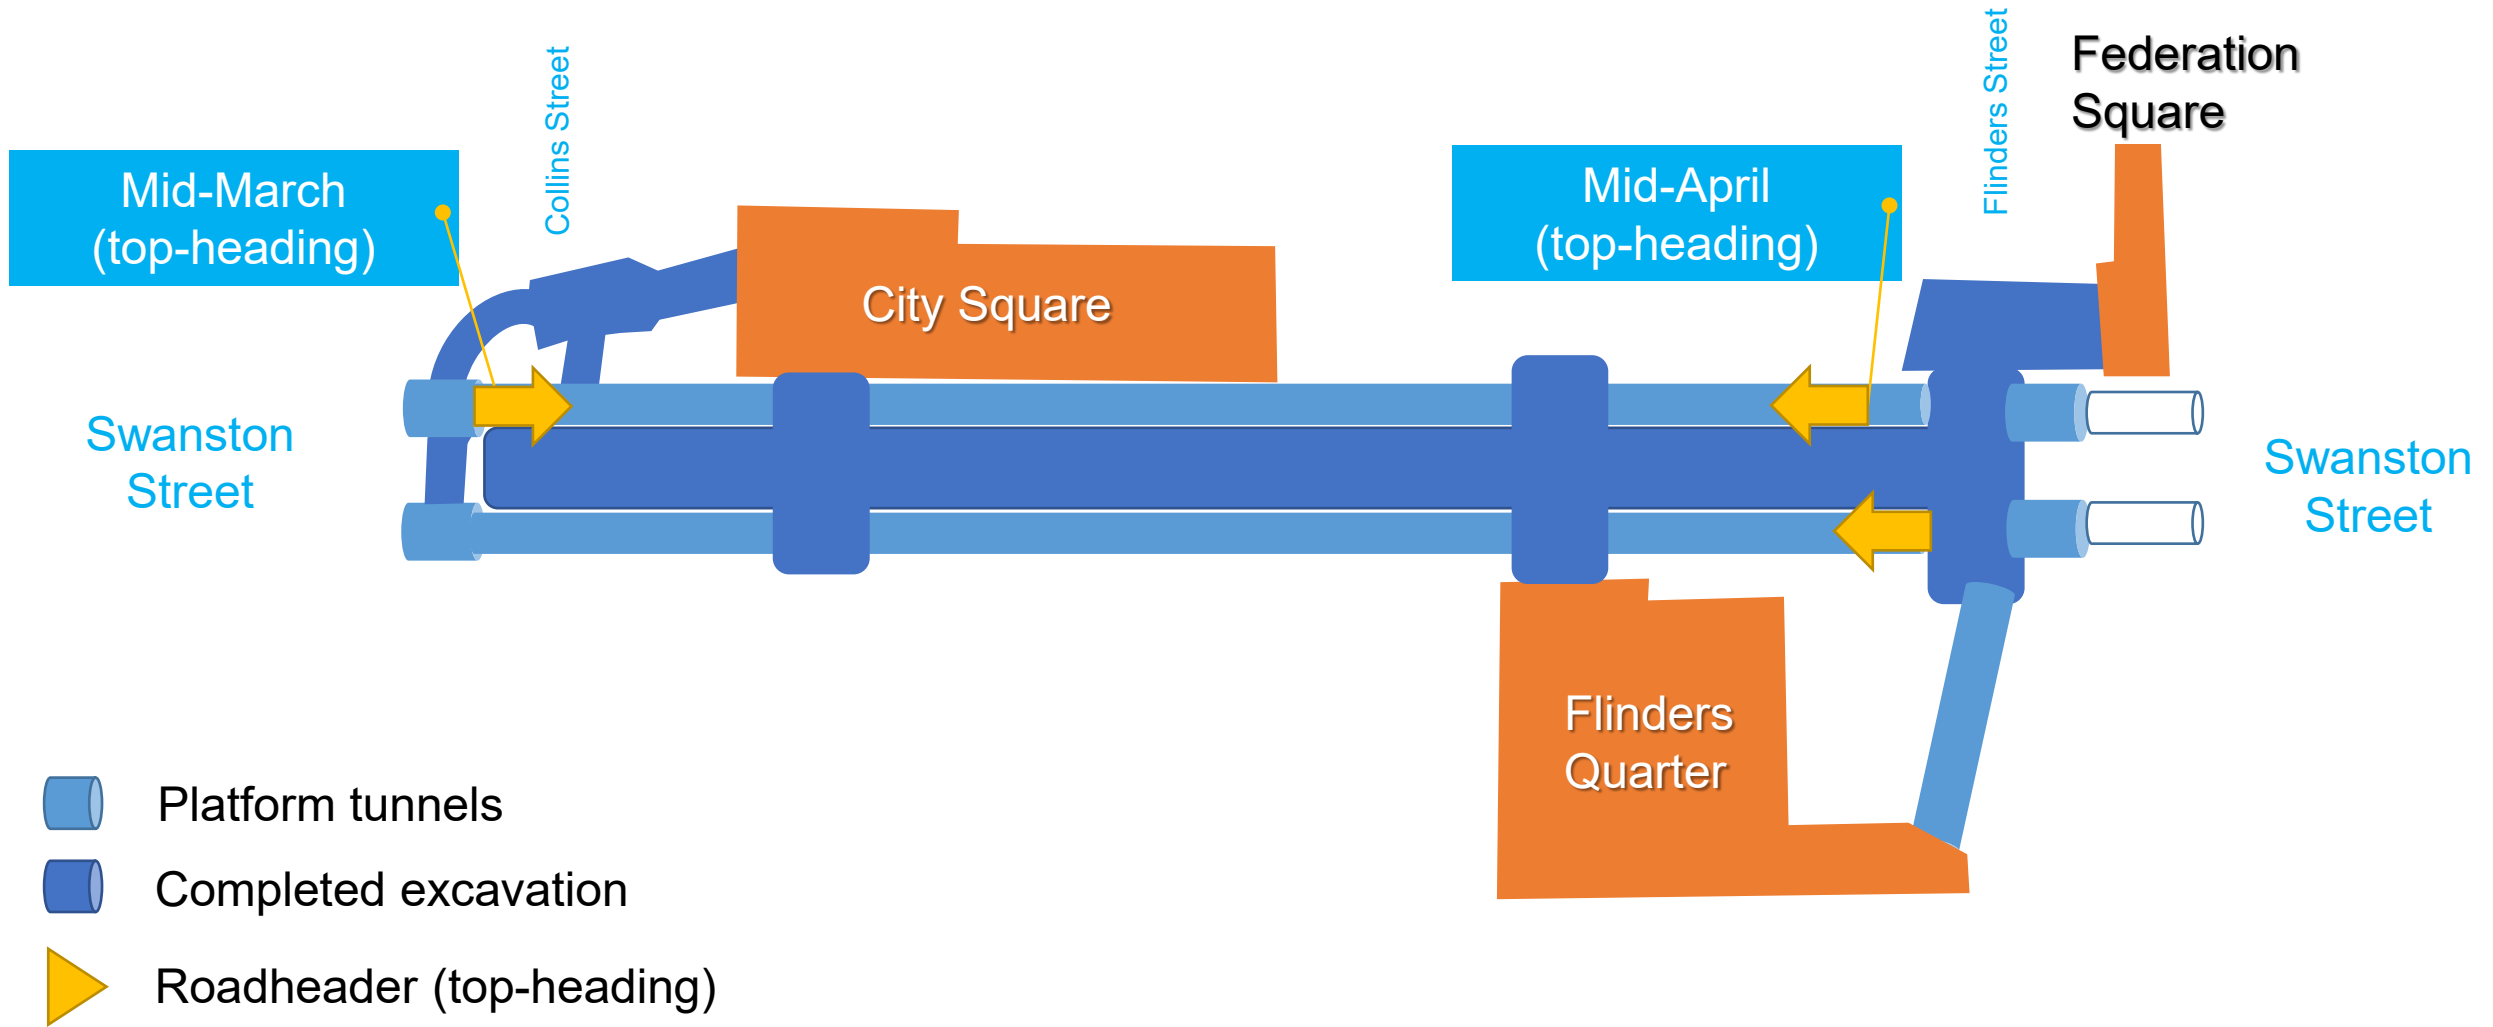 Collins Street
Flinders Street
Federation
Square
Mid-March
(top-heading)
Mid-April
(top-heading)
City Square
Swanston
Street
Swanston
Street
Flinders
Quarter
Platform tunnels
Completed excavation
Roadheader (top-heading)